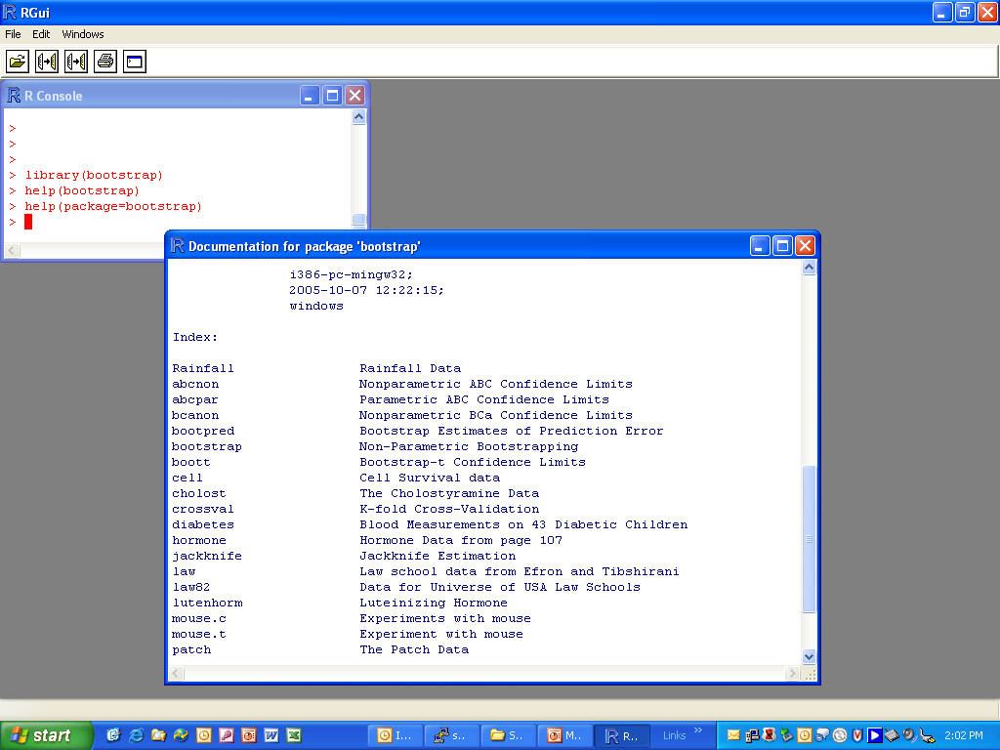 RGui
File Edit Windows
R Console
>
>
>
> library(bootstrap)
> help(bootstrap)
> help(package=bootstrap)
>
Documentation for package 'bootstrap'
i386-pc-mingw32;
2005-10-07 12:22:15;
windows
Index:
Rainfall Rainfall Data
abcnon Nonparametric ABC Confidence Limits
abcpar Parametric ABC Confidence Limits
bcanon Nonparametric BCa Confidence Limits
bootpred Bootstrap Estimates of Prediction Error
bootstrap Non-Parametric Bootstrapping
boott Bootstrap-t Confidence Limits
cell Cell Survival data
cholost The Cholostyramine Data
crossval K-fold Cross-Validation
diabetes Blood Measurements on 43 Diabetic Children
hormone Hormone Data from page 107
jackknife Jackknife Estimation
law Law school data from Efron and Tibshirani
law82 Data for Universe of USA Law Schools
lutenhorm Luteinizing Hormone
mouse.c Experiments with mouse
mouse.t Experiment with mouse
patch The Patch Data
start I... s... S... M... R.. Links » 2:02 PM